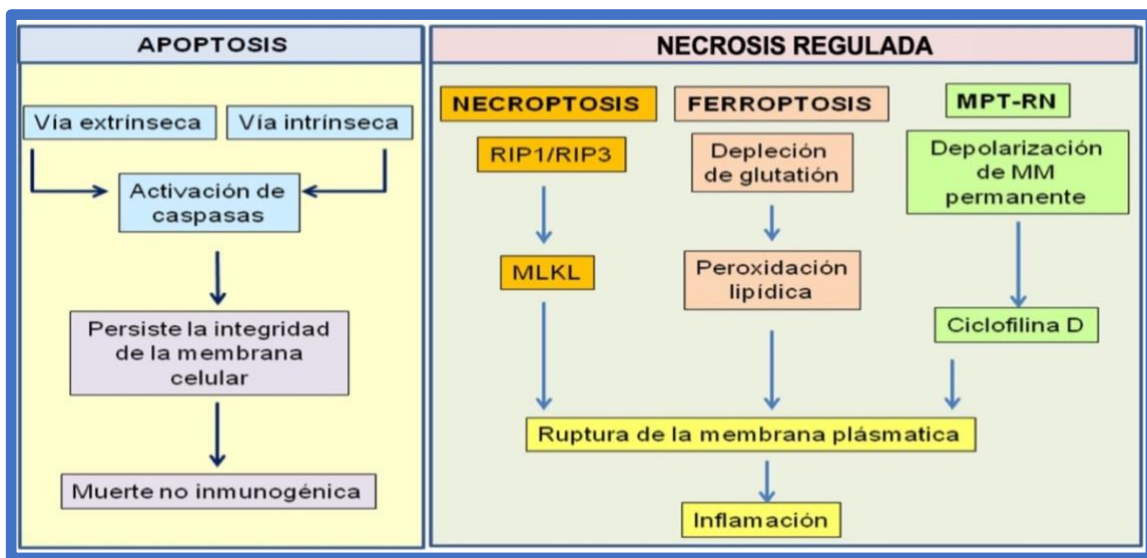 APOPTOSIS
Vía extrínseca
Vía intrínseca
Activación de
caspasas
Persiste la integridad
de la membrana
celular
Muerte no inmunogénica
NECROSIS REGULADA
NECROPTOSIS
RIP1/RIP3
MLKL
FERROPTOSIS
Depleción
de glutatión
Peroxidación
lipídica
MPT-RN
Depolarización
de MM
permanente
Ciclofilina D
Ruptura de la membrana plásmatica
Inflamación